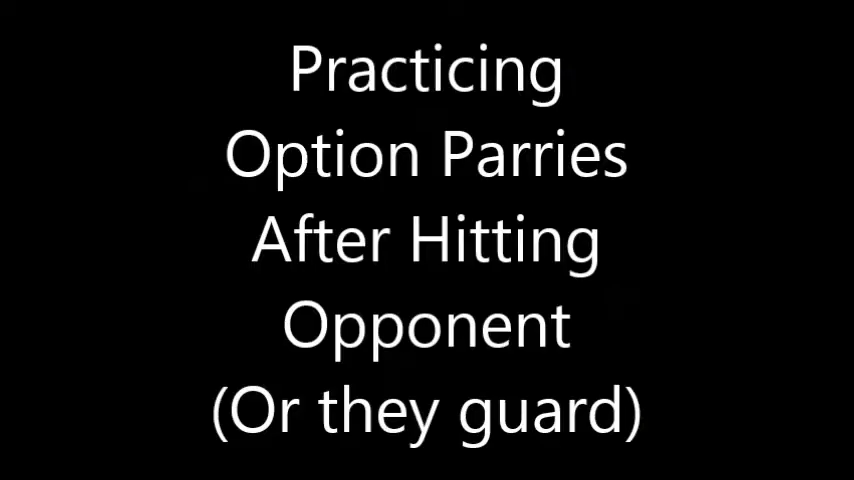 Practicing
Option Parries
After Hitting
Opponent
(Or they guard)